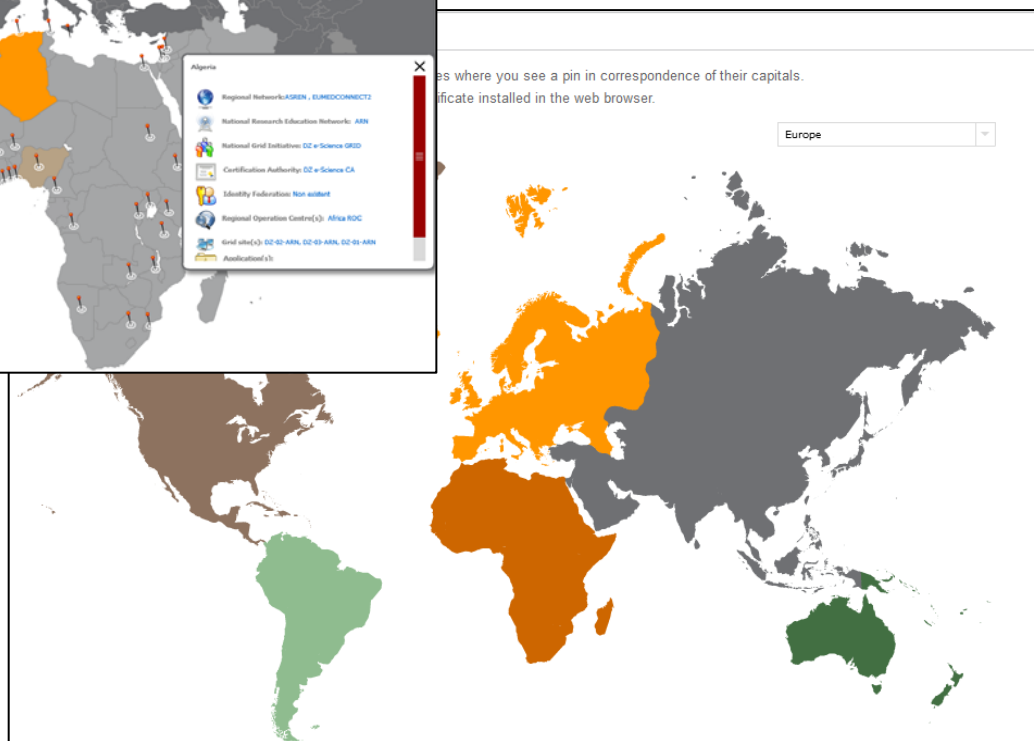 Algeria
Regional Network: ASREN , EUMEDCONNECT2
National Research Education Network: ARN
National Grid Initiative: DZ e-Science GRID
Certification Authority: DZ e-Science CA
Identity Federation: Non existent
Regional Operation Centre(s): Africa ROC
Grid site(s): DZ-02-ARN, DZ-03-ARN, DZ-01-ARN
Application(s):
es where you see a pin in correspondence of their capitals.
ificate installed in the web browser.
Europe